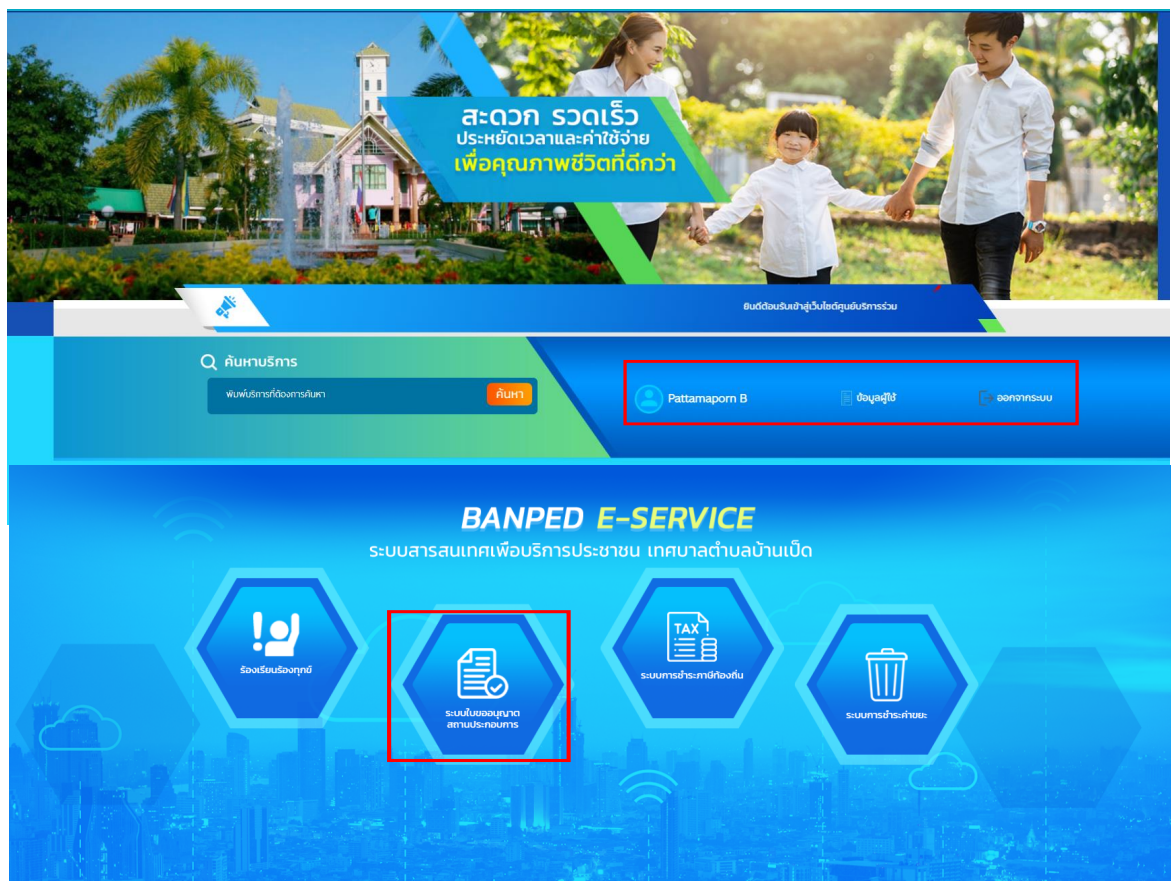 สะดวก รวดเร็ว
ประหยัดเวลาและค่าใช้จ่าย
เพื่อคุณภาพชีวิตที่ดีกว่า
ยินดีต้อนรับเข้าสู่เว็บไซต์ศูนย์บริการร่วม
ค้นหาบริการ
พิมพ์บริการที่ต้องการค้นหา
ค้นหา
Pattamaporn B
ข้อมูลผู้ใช้
ออกจากระบบ
BANPED E-SERVICE
ระบบสารสนเทศเพื่อบริการประชาชน เทศบาลตำบลบ้านเป็ด
ร้องเรียนร้องทุกข์
ระบบใบขออนุญาต
สถานประกอบการ
TAX
ระบบการชำระภาษีท้องถิ่น
ระบบการชำระค่าขยะ